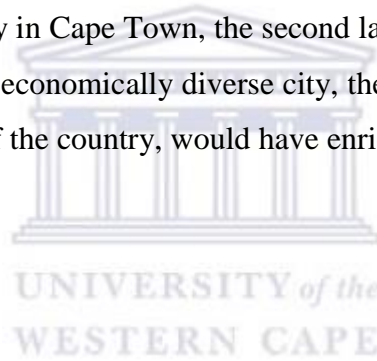 y in Cape Town, the second la
economically diverse city, the
f the country, would have enri
UNIVERSITY of the
WESTERN CAPE